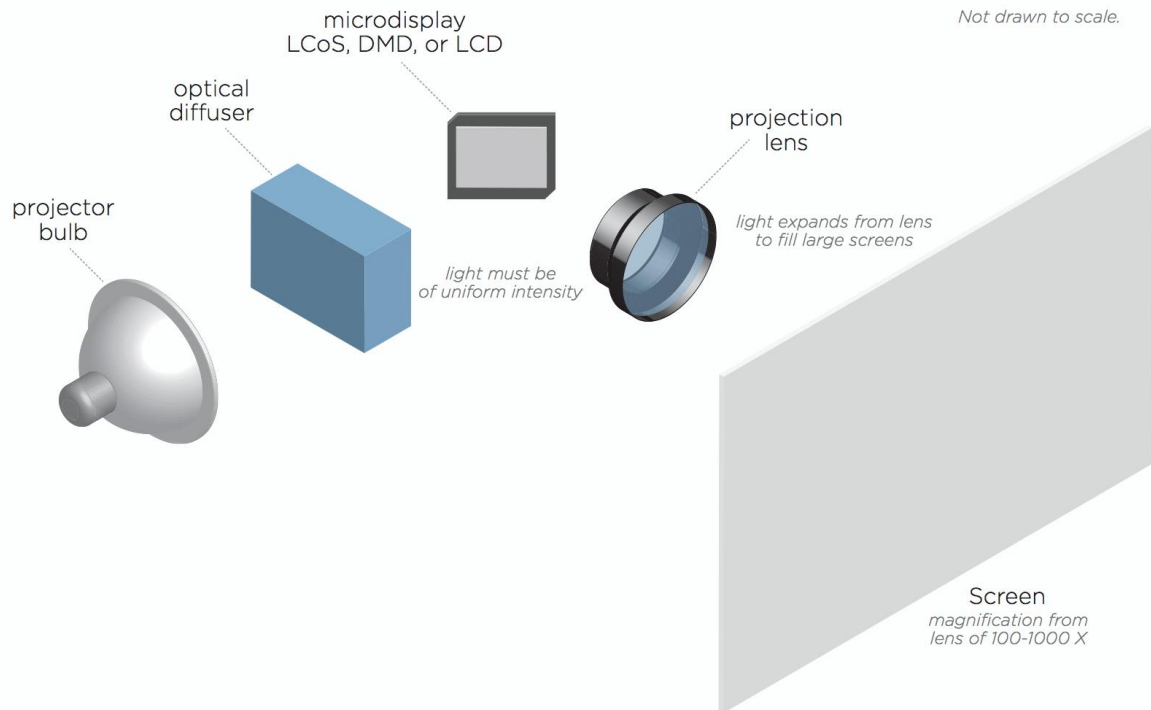 microdisplay
LCoS, DMD, or LCD
Not drawn to scale.
optical
diffuser
projection
lens
projector
bulb
light expands from lens
to fill large screens
light must be
of uniform intensity
Screen
magnification from
lens of 100-1000 X